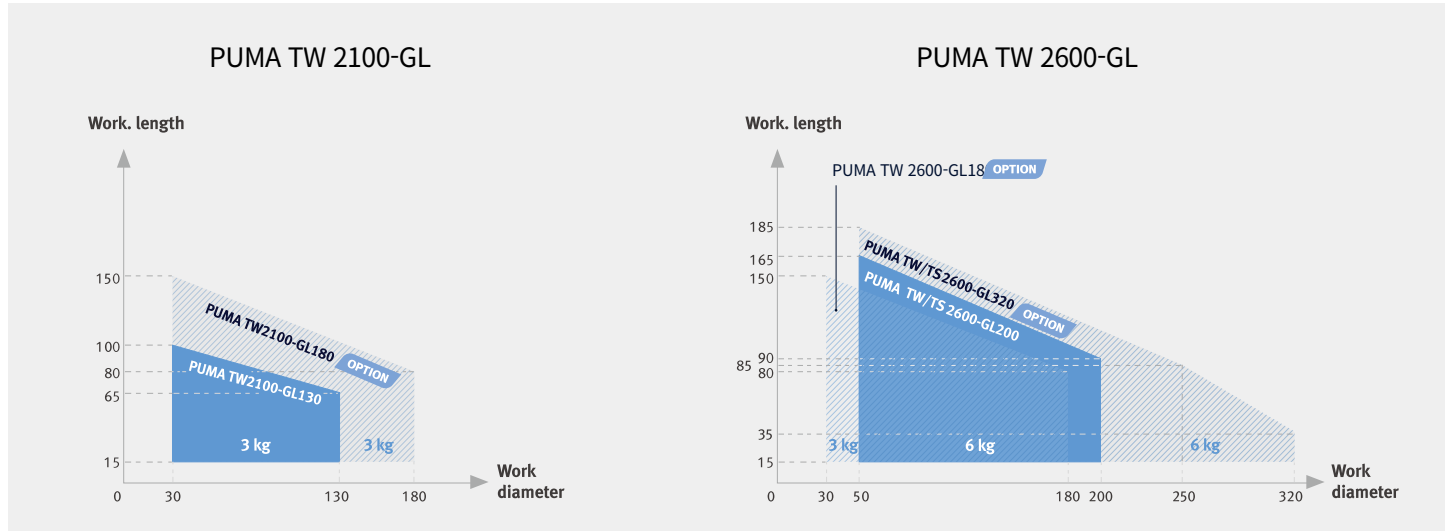 PUMA TW 2100-GL
Work. length
150
PUMA TW2100-GL180
OPTION
100
80
PUMA TW2100-GL130
65
3 kg
3 kg
15
0
30
130
180
Work
diameter
PUMA TW 2600-GL
Work. length
PUMA TW 2600-GL18
OPTION
185
165
150
PUMA TW/TS2600-GL320
OPTION
PUMA TW/TS2600-GL200
90
85
80
35
3 kg
6 kg
6 kg
15
0
30
50
180
200
250
320
Work
diameter